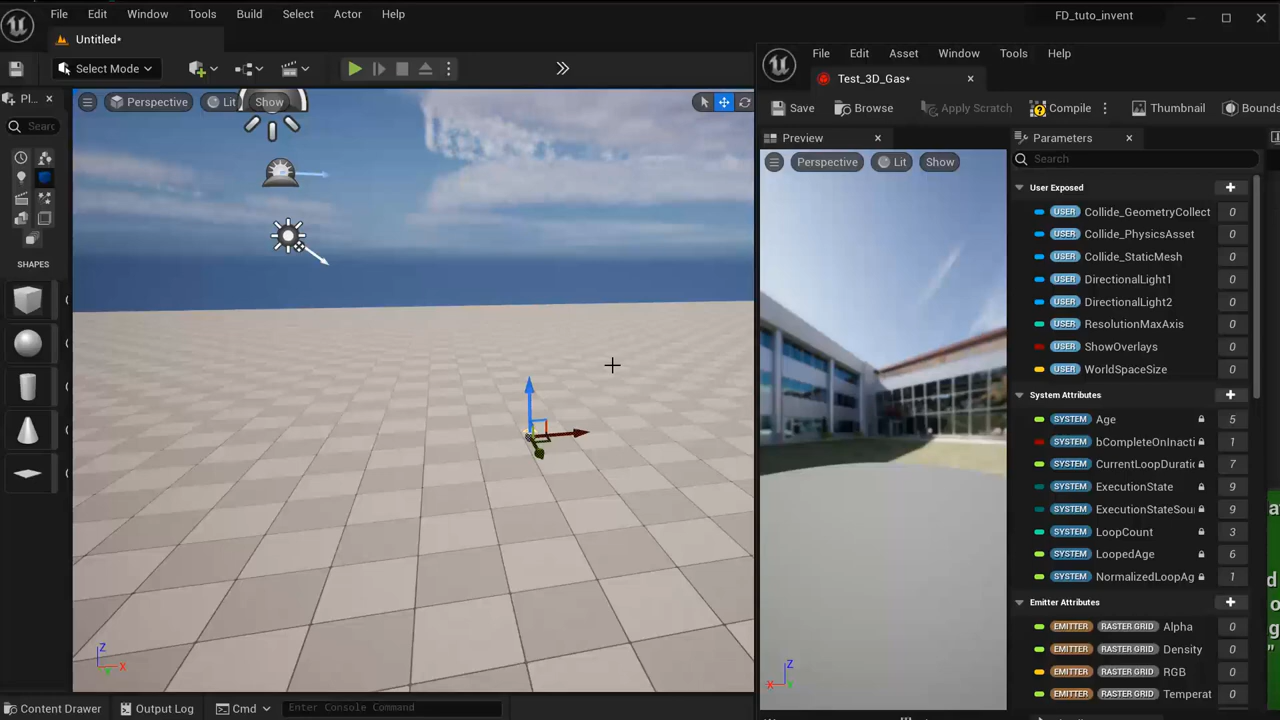 File Edit Window Tools Build Select Actor Help
FD_tuto_invent
Untitled*
Select Mode
Pl...
Sear
Perspective
Lit
Show
SHAPES
Z
X
Content Drawer
Output Log
Cmd
Enter Console Command
File Edit Asset Window Tools Help
Test_3D_Gas*
Save
Browse
Apply Scratch
Compile
Thumbnail
Bounds
Preview
Perspective
Lit
Show
Z
X
Parameters
Search
User Exposed
USER Collide_GeometryCollect 0
USER Collide_PhysicsAsset 0
USER Collide_StaticMesh 0
USER DirectionalLight1 0
USER DirectionalLight2 0
USER ResolutionMaxAxis 0
USER ShowOverlays 0
USER WorldSpaceSize 0
System Attributes
SYSTEM Age 5
SYSTEM bCompleteOnInacti 1
SYSTEM CurrentLoopDuratic 7
SYSTEM ExecutionState 9
SYSTEM ExecutionStateSou 9
SYSTEM LoopCount 3
SYSTEM LoopedAge 6
SYSTEM NormalizedLoopAg 1
Emitter Attributes
EMITTER RASTER GRID Alpha 0
EMITTER RASTER GRID Density 0
EMITTER RASTER GRID RGB 0
EMITTER RASTER GRID Temperat 0